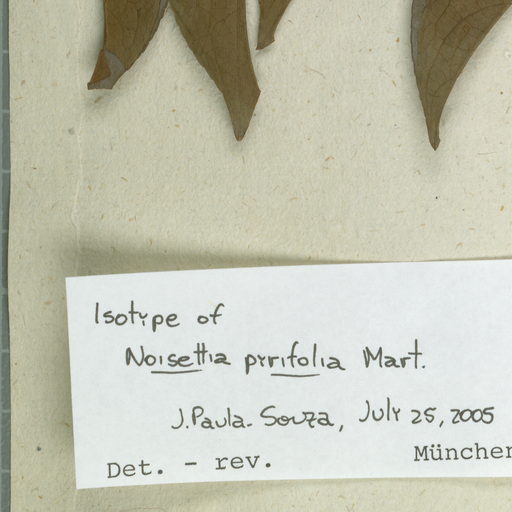 Isotype of
Noisettia pyrifolia Mart.
J. Paula-Souza, July 25, 2005
Det. - rev. München